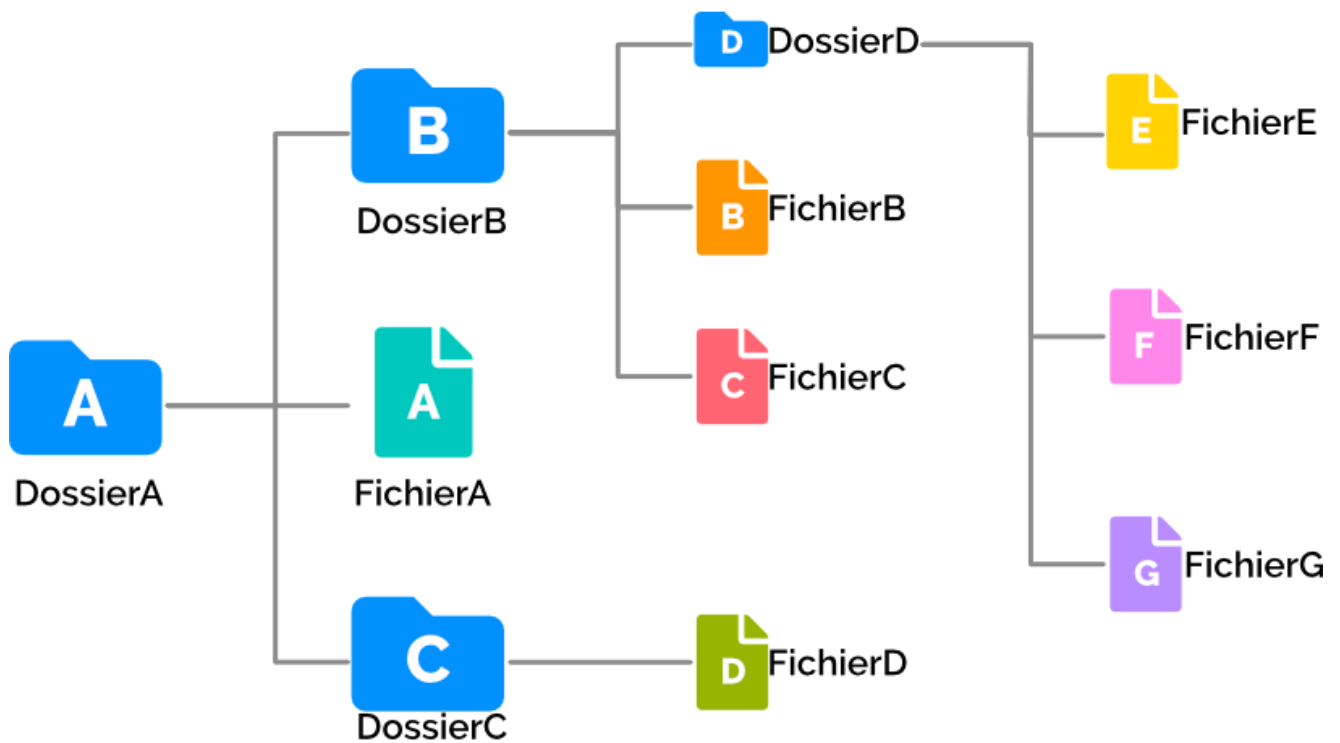 D
DossierD
B
DossierB
E
FichierE
B
FichierB
A
DossierA
A
FichierA
C
FichierC
F
FichierF
C
DossierC
D
FichierD
G
FichierG